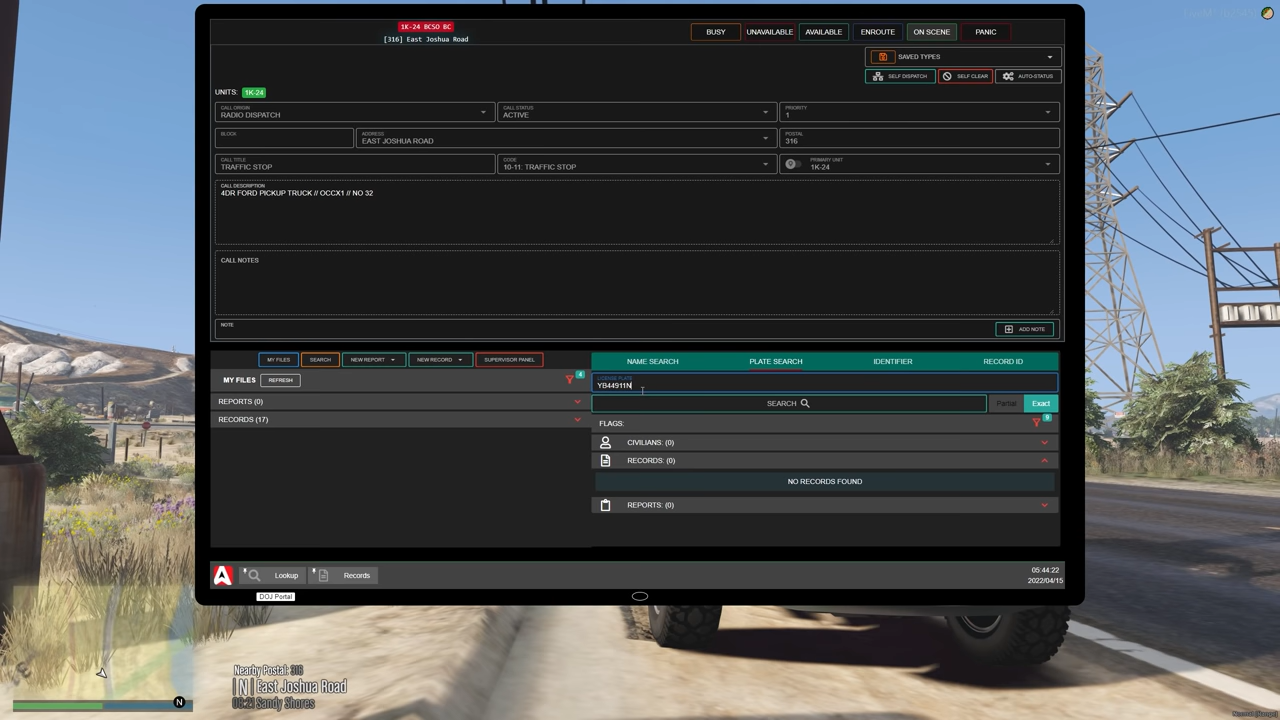 1K-24 BCSO BC
[316] East Joshua Road
BUSY
UNAVAILABLE
AVAILABLE
ENROUTE
ON SCENE
PANIC
SAVED TYPES
SELF DISPATCH
SELF CLEAR
AUTO-STATUS
UNITS: 1K-24
CALL ORIGIN
RADIO DISPATCH
CALL STATUS
ACTIVE
PRIORITY
1
BLOCK
ADDRESS
EAST JOSHUA ROAD
POSTAL
316
CALL TITLE
TRAFFIC STOP
CODE
10-11: TRAFFIC STOP
PRIMARY UNIT
1K-24
CALL DESCRIPTION
4DR FORD PICKUP TRUCK // OCCX1 // NO 32
CALL NOTES
NOTE
ADD NOTE
MY FILES
SEARCH
NEW REPORT
NEW RECORD
SUPERVISOR PANEL
MY FILES
REFRESH
4
REPORTS (0)
RECORDS (17)
NAME SEARCH
PLATE SEARCH
IDENTIFIER
RECORD ID
LICENSE PLATE
YB44911N
SEARCH
Partial
Exact
FLAGS:
9
CIVILIANS: (0)
RECORDS: (0)
NO RECORDS FOUND
REPORTS: (0)
Lookup
Records
05:44:22
2022/04/15
DOJ Portal
Nearby Postal: 316
| N | East Joshua Road
Sandy Shores
N